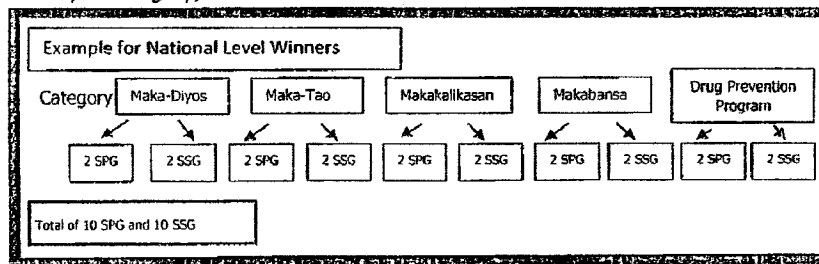 Example for National Level Winners
Category Maka-Diyos Maka-Tao Makakalikasan Makabansa Drug Prevention
Program
2 SPG 2 SSG 2 SPG 2 SSG 2 SPG 2 SSG 2 SPG 2 SSG 2 SPG 2 SSG
Total of 10 SPG and 10 SSG